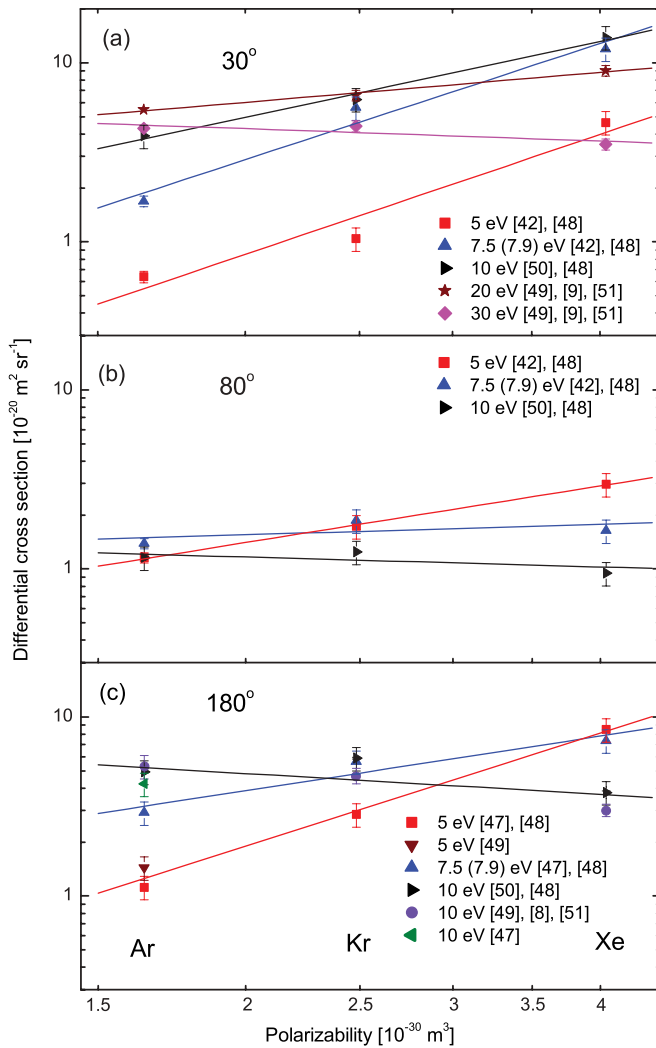 (a)
30°
10
1
5 eV [42], [48]
7.5 (7.9) eV [42], [48]
10 eV [50], [48]
20 eV [49], [9], [51]
30 eV [49], [9], [51]
(b)
80°
10
1
5 eV [42], [48]
7.5 (7.9) eV [42], [48]
10 eV [50], [48]
Differential cross section [10⁻²⁰ m² sr⁻¹]
(c)
180°
10
1
5 eV [47], [48]
5 eV [49]
7.5 (7.9) eV [47], [48]
10 eV [50], [48]
10 eV [49], [8], [51]
10 eV [47]
Ar
Kr
Xe
1.5 2 2.5 3 3.5 4
Polarizability [10⁻³⁰ m³]